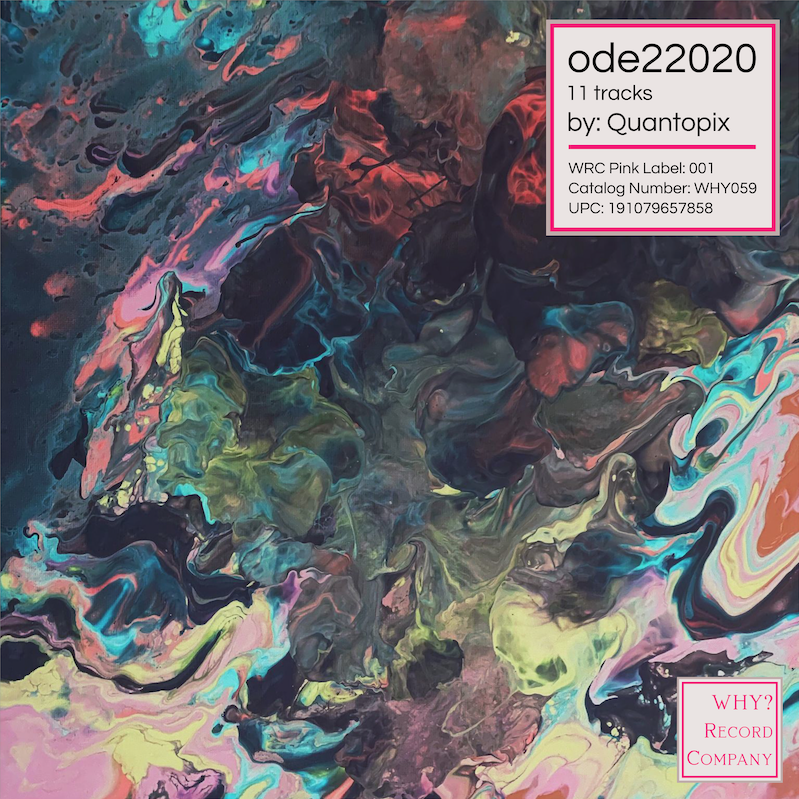 ode22020
11 tracks
by: Quantopix
WRC Pink Label: 001
Catalog Number: WHY059
UPC: 191079657858
WHY?
Record
Company